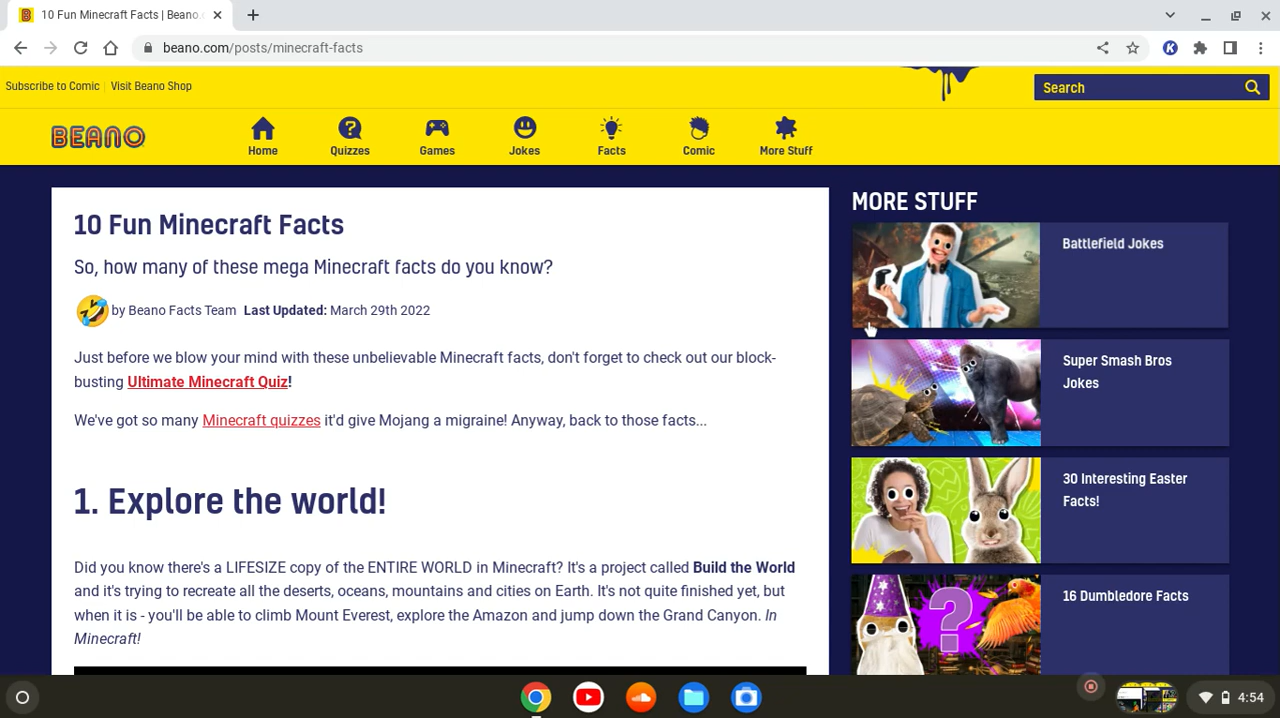 10 Fun Minecraft Facts | Beano.c
beano.com/posts/minecraft-facts
Subscribe to Comic | Visit Beano Shop
Search
BEANO
Home
Quizzes
Games
Jokes
Facts
Comic
More Stuff
10 Fun Minecraft Facts
So, how many of these mega Minecraft facts do you know?
by Beano Facts Team Last Updated: March 29th 2022
Just before we blow your mind with these unbelievable Minecraft facts, don't forget to check out our block-
busting Ultimate Minecraft Quiz!
We've got so many Minecraft quizzes it'd give Mojang a migraine! Anyway, back to those facts...
1. Explore the world!
Did you know there's a LIFESIZE copy of the ENTIRE WORLD in Minecraft? It's a project called Build the World
and it's trying to recreate all the deserts, oceans, mountains and cities on Earth. It's not quite finished yet, but
when it is - you'll be able to climb Mount Everest, explore the Amazon and jump down the Grand Canyon. In
Minecraft!
MORE STUFF
Battlefield Jokes
Super Smash Bros
Jokes
30 Interesting Easter
Facts!
16 Dumbledore Facts
4:54